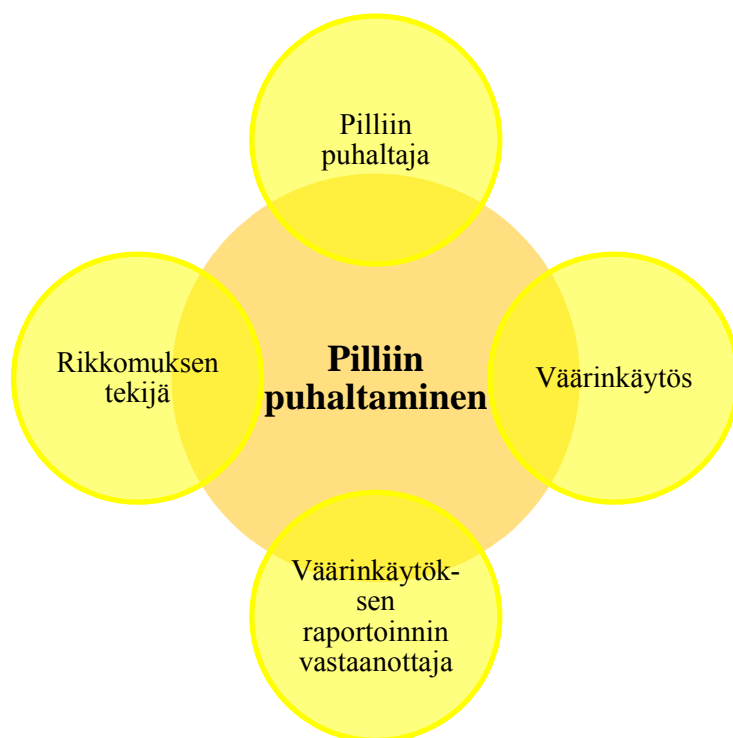 Pilliin
puhaltaja
Rikkomuksen
tekijä
Pilliin
puhaltaminen
Väärinkäytös
Väärinkäytök-
sen
raportoinnin
vastaanottaja